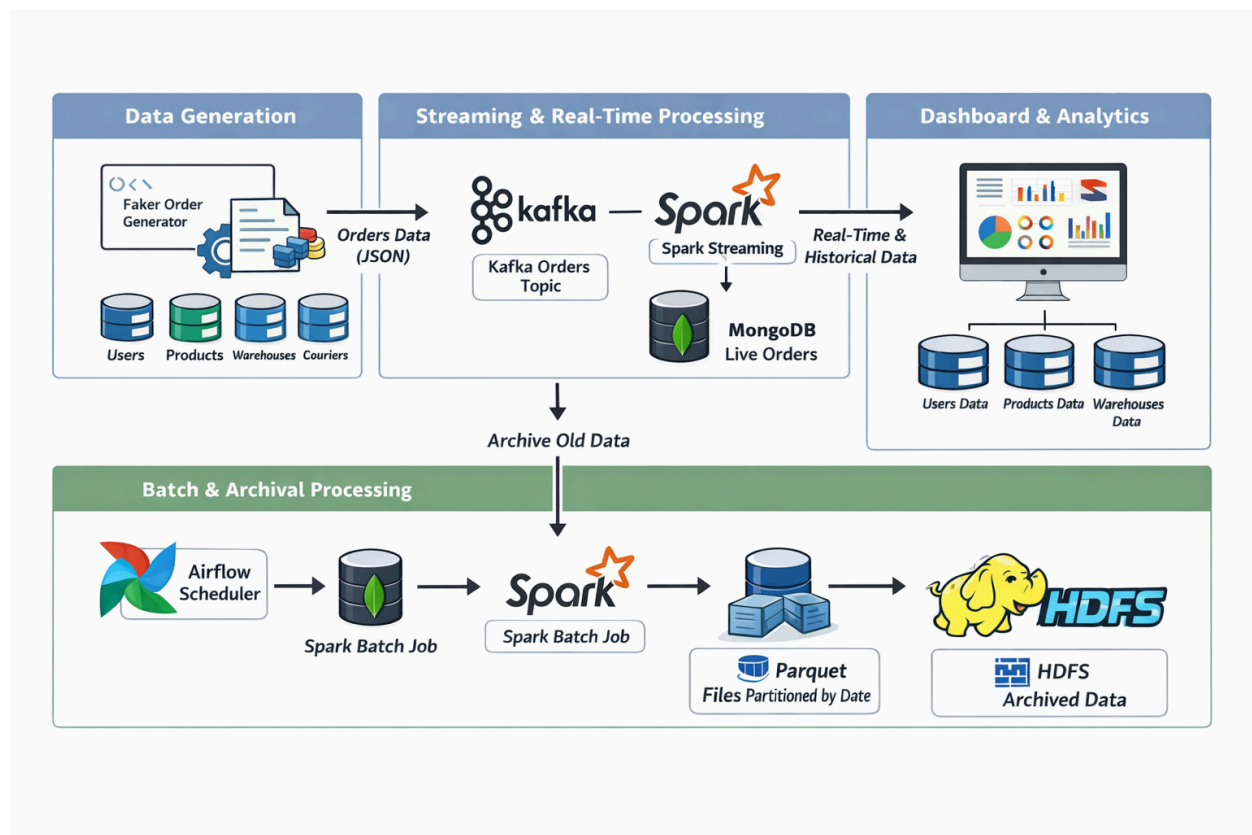 Data Generation
Faker Order
Generator
Users
Products
Warehouses
Couriers
Orders Data
(JSON)
Streaming & Real-Time Processing
kafka
Kafka Orders
Topic
Spark
Spark Streaming
MongoDB
Live Orders
Real-Time &
Historical Data
Dashboard & Analytics
Users Data
Products Data
Warehouses
Data
Archive Old Data
Batch & Archival Processing
Airflow
Scheduler
Spark Batch Job
Spark
Spark Batch Job
Parquet
Files Partitioned by Date
HDFS
HDFS
Archived Data